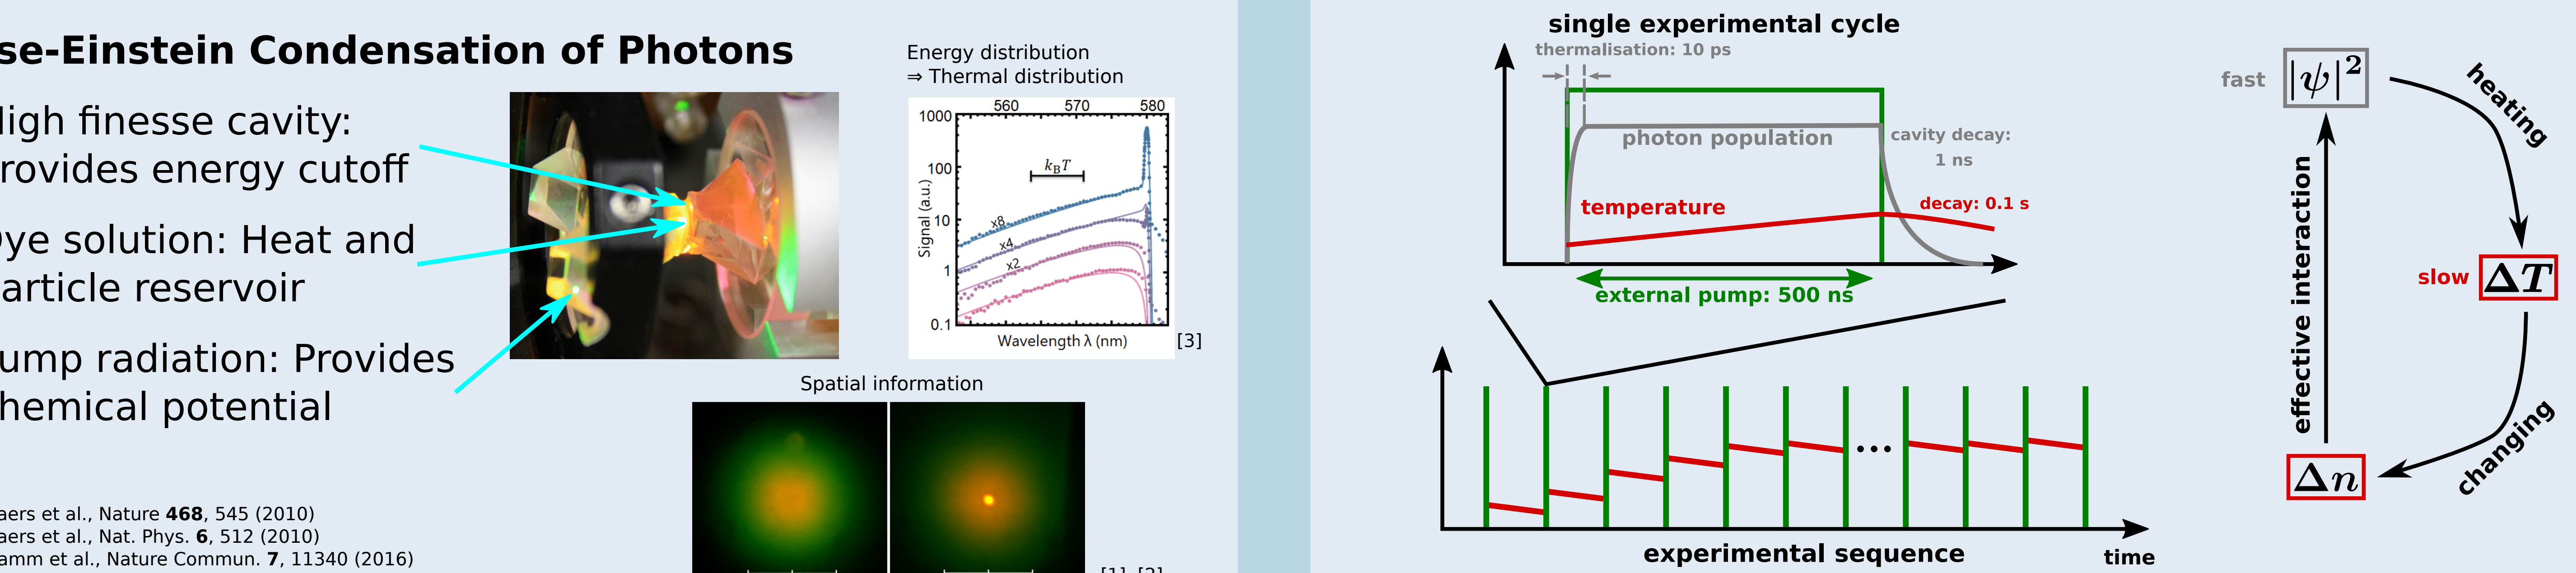 se-Einstein Condensation of Photons
High finesse cavity:
rovides energy cutoff
Dye solution: Heat and
article reservoir
ump radiation: Provides
hemical potential
aers et al., Nature 468, 545 (2010)
aers et al., Nat. Phys. 6, 512 (2010)
amm et al., Nature Commun. 7, 11340 (2016)
Energy distribution
⇒ Thermal distribution
560 570 580
1000
100
10
1
0.1
Signal (a.u.)
k_BT
x8
x4
x2
Wavelength λ (nm)
[3]
Spatial information
[1], [2]
single experimental cycle
thermalisation: 10 ps
photon population
cavity decay:
1 ns
temperature
decay: 0.1 s
external pump: 500 ns
...
experimental sequence
time
fast
|ψ|²
heating
slow
ΔT
changing
Δn
effective interaction